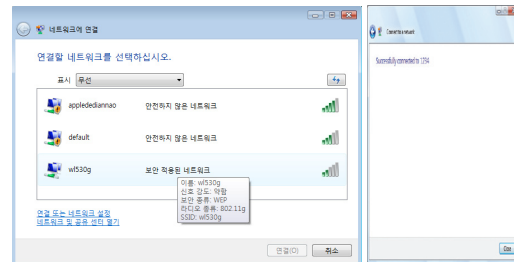 네트워크에 연결
연결할 네트워크를 선택하십시오.
표시 무선
appledediannao 안전하지 않은 네트워크
default 안전하지 않은 네트워크
wl530g 보안 적용된 네트워크
이름: wl530g
신호 강도: 약함
보안 종류: WEP
라디오 종류: 802.11g
SSID: wl530g
연결 또는 네트워크 설정
네트워크 및 공유 센터 열기
연결(O) 취소
Connect to a network
Successfully connected to 1234
Close